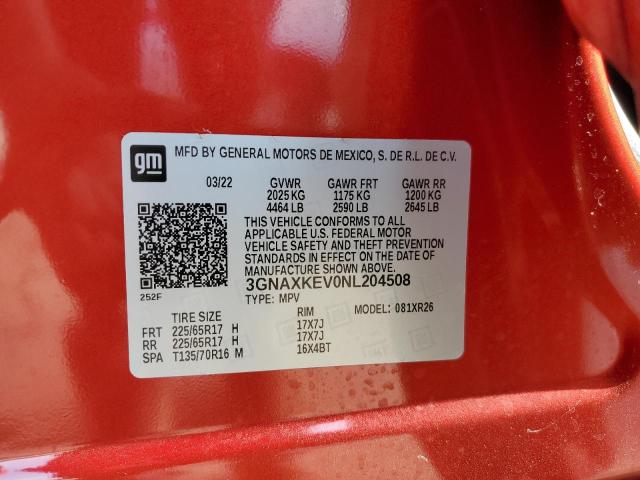 gm MFD BY GENERAL MOTORS DE MEXICO, S. DE R.L. DE C.V.
03/22 GVWR GAWR FRT GAWR RR
2025 KG 1175 KG 1200 KG
4464 LB 2590 LB 2645 LB
THIS VEHICLE CONFORMS TO ALL
APPLICABLE U.S. FEDERAL MOTOR
VEHICLE SAFETY AND THEFT PREVENTION
STANDARDS IN EFFECT ON THE DATE OF
MANUFACTURE SHOWN ABOVE.
3GNAXKEV0NL204508
252F TYPE: MPV MODEL: 081XR26
TIRE SIZE RIM
FRT 225/65R17 H 17X7J
RR 225/65R17 H 17X7J
SPA T135/70R16 M 16X4BT